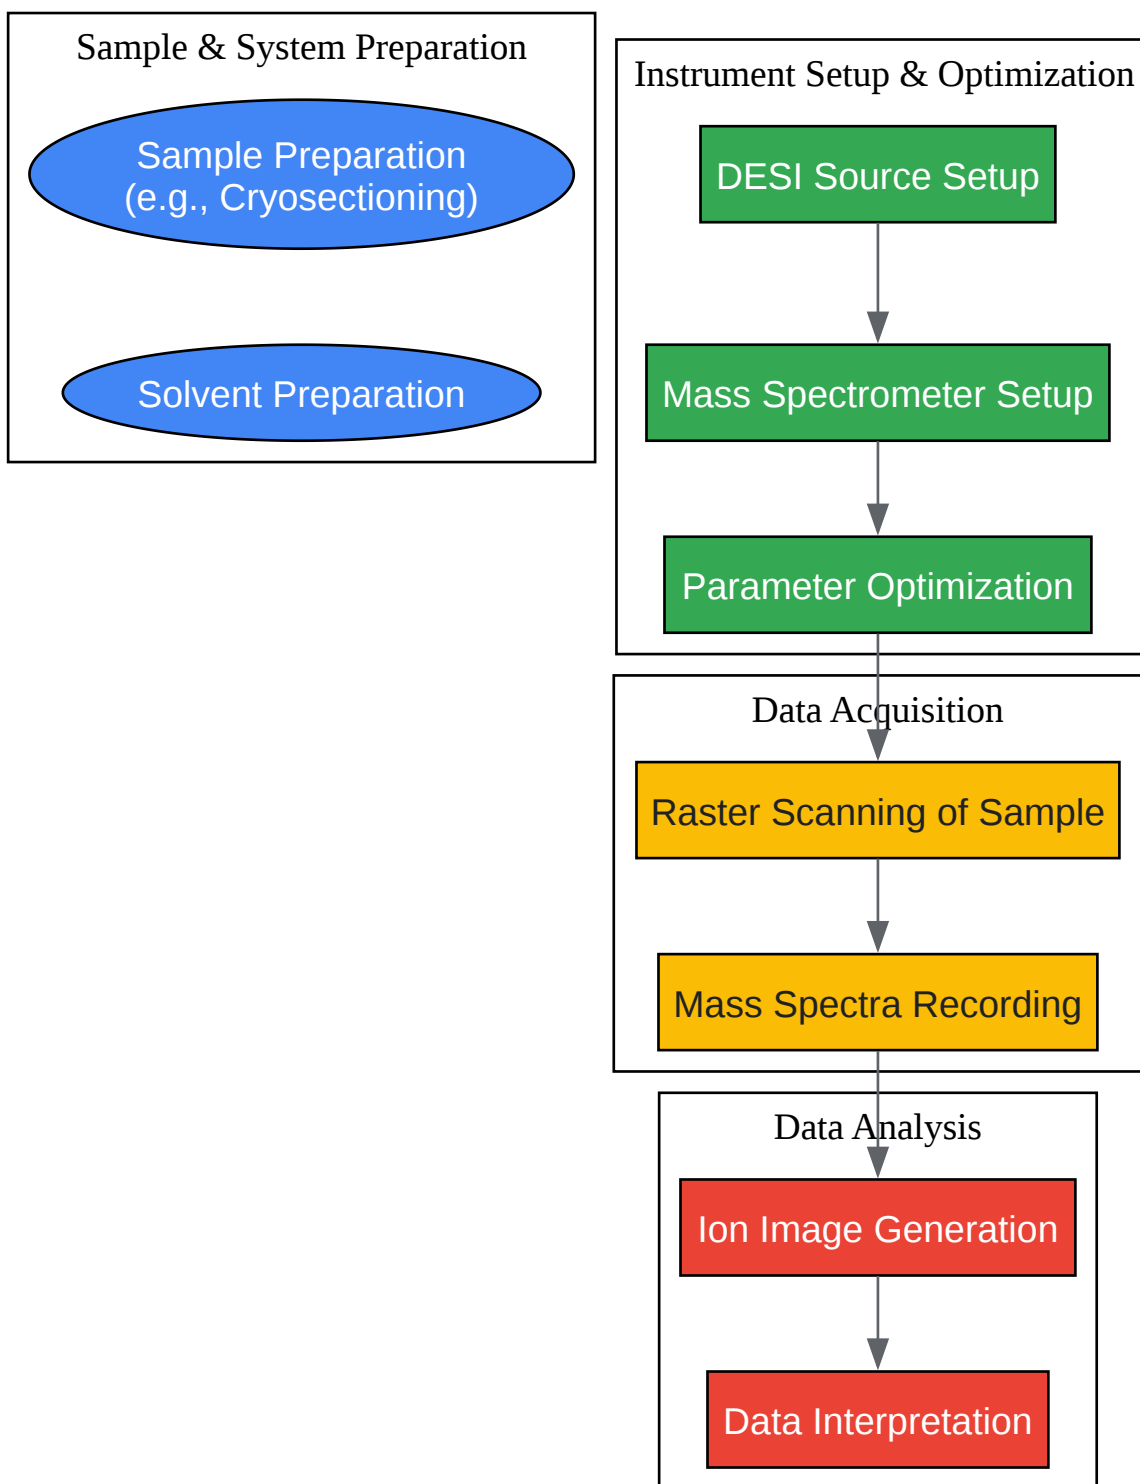 Sample & System Preparation
Sample Preparation
(e.g., Cryosectioning)
Solvent Preparation
Instrument Setup & Optimization
DESI Source Setup
Mass Spectrometer Setup
Parameter Optimization
Data Acquisition
Raster Scanning of Sample
Mass Spectra Recording
Data Analysis
Ion Image Generation
Data Interpretation